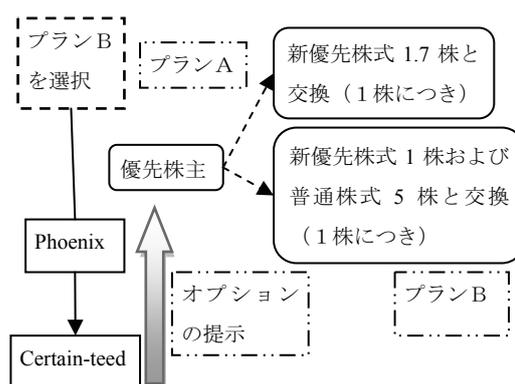 プランB
を選択
プランA
新優先株式 1.7 株と
交換（１株につき）
優先株主
新優先株式 1 株および
普通株式 5 株と交換
（１株につき）
Phoenix
オプション
の提示
プランB
Certain-teed